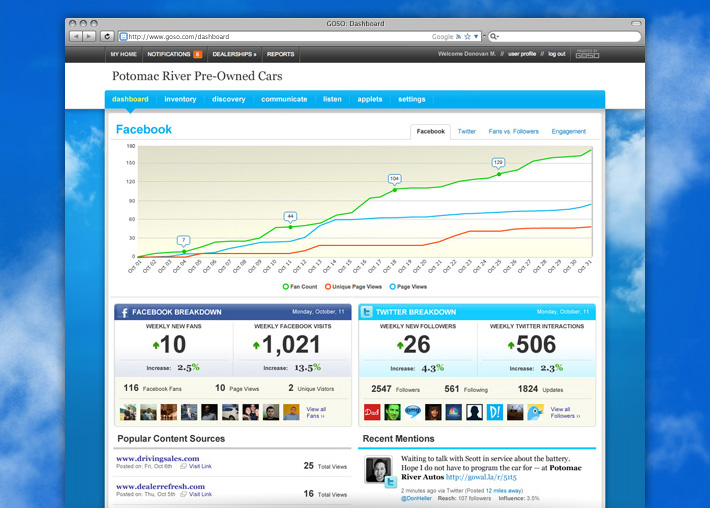 GOSO: Dashboard
http://www.goso.com/dashboard
Google
MY HOME NOTIFICATIONS 8 DEALERSHIPS » REPORTS Welcome Donovan M. // user profile // log out POWERED BY GOSO
Potomac River Pre-Owned Cars
dashboard inventory discovery communicate listen applets settings
Facebook
Facebook Twitter Fans vs. Followers Engagement
180
150
120
90
60
30
0
7
44
104
129
Oct 01 Oct 02 Oct 03 Oct 04 Oct 05 Oct 06 Oct 07 Oct 08 Oct 09 Oct 10 Oct 11 Oct 12 Oct 13 Oct 14 Oct 15 Oct 16 Oct 17 Oct 18 Oct 19 Oct 20 Oct 21 Oct 22 Oct 23 Oct 24 Oct 25 Oct 26 Oct 27 Oct 28 Oct 29 Oct 30 Oct 31
Fan Count Unique Page Views Page Views
f FACEBOOK BREAKDOWN Monday, October, 11
WEEKLY NEW FANS WEEKLY FACEBOOK VISITS
10 1,021
Increase: 2.5% Increase: 13.5%
116 Facebook Fans 10 Page Views 2 Unique Vistors
View all
Fans ››
t TWITTER BREAKDOWN Monday, October, 11
WEEKLY NEW FOLLOWERS WEEKLY TWITTER INTERACTIONS
26 506
Increase: 4.3% Increase: 2.3%
2547 Followers 561 Following 1824 Updates
Dad D!
View all
Followers ››
Popular Content Sources
www.drivingsales.com
Posted on: Fri, Oct 6th Visit Link
25 Total Views
www.dealerrefresh.com
Posted on: Thu, Oct 5th Visit Link
16 Total Views
Recent Mentions
Waiting to talk with Scott in service about the battery.
Hope I do not have to program the car for — at Potomac
River Autos http://gowal.la/r/5115
2 minutes ago via Twitter (Posted 12 miles away)
@DonHeller Reach: 107 followers Influence: 3.5%